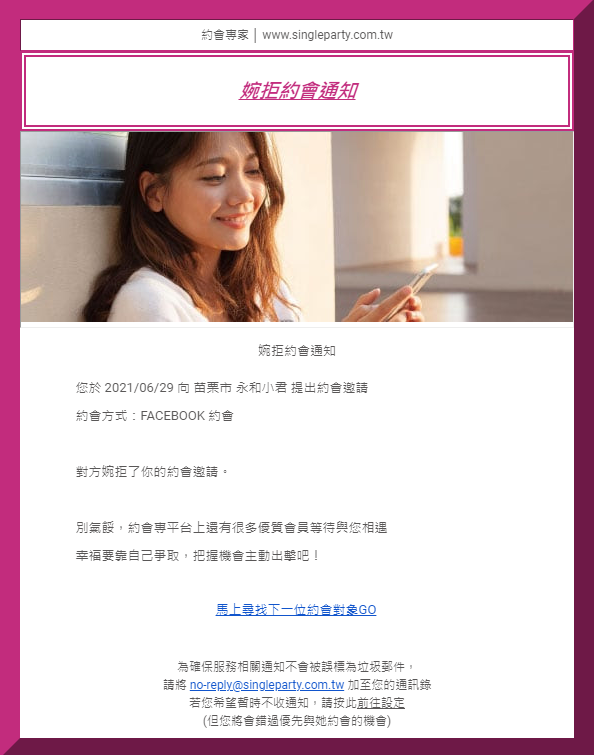 約會專家 │ www.singleparty.com.tw
婉拒約會通知
婉拒約會通知
您於 2021/06/29 向 苗栗市 永和小君 提出約會邀請
約會方式：FACEBOOK 約會
對方婉拒了你的約會邀請。
別氣餒，約會專平台上還有很多優質會員等待與您相遇
幸福要靠自己爭取，把握機會主動出擊吧！
馬上尋找下一位約會對象GO
為確保服務相關通知不會被誤標為垃圾郵件，
請將 no-reply@singleparty.com.tw 加至您的通訊錄
若您希望暫時不收通知，請按此前往設定
(但您將會錯過優先與她約會的機會)